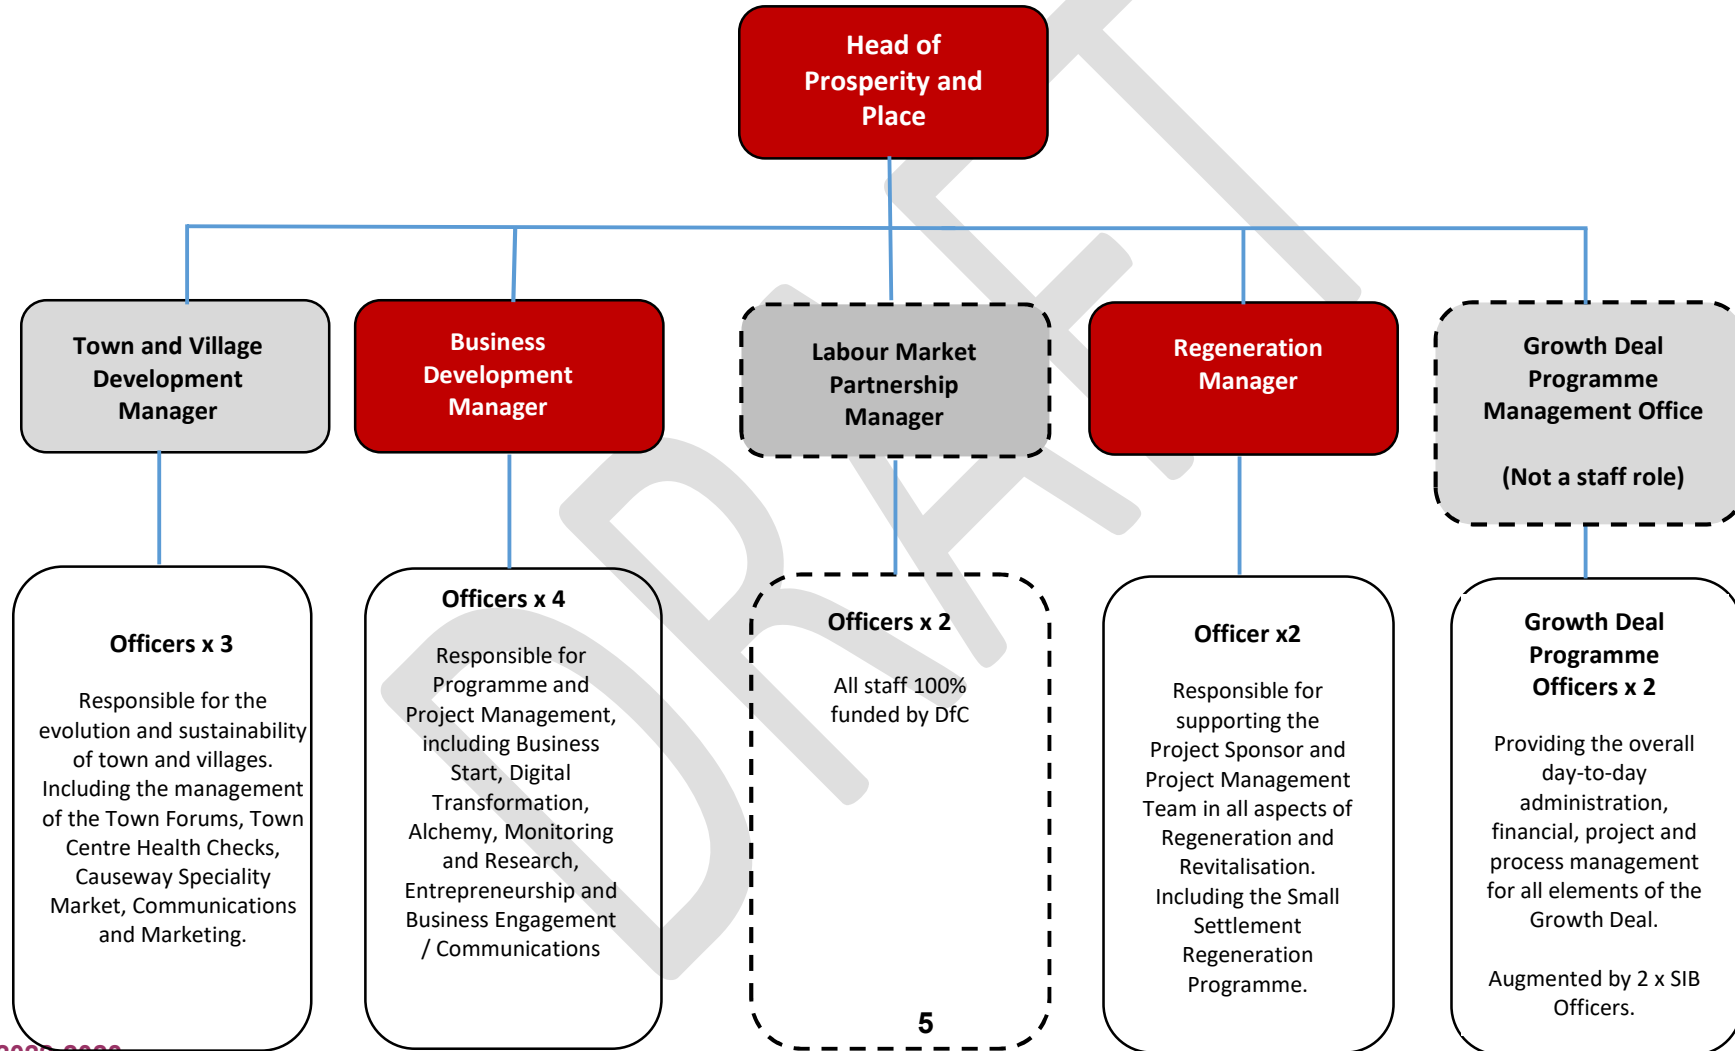 Head of
Prosperity and
Place
Town and Village
Development
Manager
Business
Development
Manager
Labour Market
Partnership
Manager
Regeneration
Manager
Growth Deal
Programme
Management Office
(Not a staff role)
Officers x 3
Responsible for the
evolution and sustainability
of town and villages.
Including the management
of the Town Forums, Town
Centre Health Checks,
Causeway Speciality
Market, Communications
and Marketing.
Officers x 4
Responsible for
Programme and
Project Management,
including Business
Start, Digital
Transformation,
Alchemy, Monitoring
and Research,
Entrepreneurship and
Business Engagement
/ Communications
Officers x 2
All staff 100%
funded by DfC
Officer x2
Responsible for
supporting the
Project Sponsor and
Project Management
Team in all aspects of
Regeneration and
Revitalisation.
Including the Small
Settlement
Regeneration
Programme.
Growth Deal
Programme
Officers x 2
Providing the overall
day-to-day
administration,
financial, project and
process management
for all elements of the
Growth Deal.
Augmented by 2 x SIB
Officers.
5
DRAFT